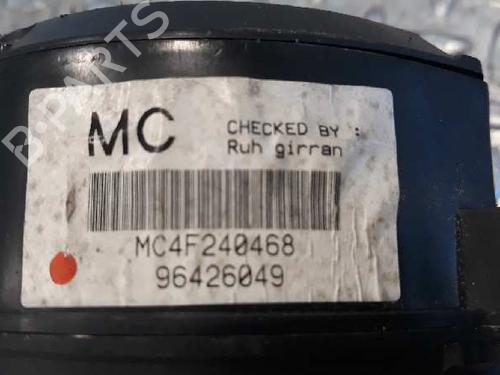 B-PARTS
MC
CHECKED BY :
Ruh girran
MC4F240468
96426049